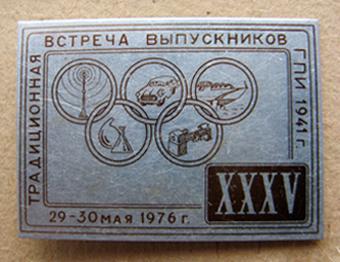 ТРАДИЦИОННАЯ
ВСТРЕЧА ВЫПУСКНИКОВ
ГПИ 1941 г.
XXXV
29-30 МАЯ 1976 г.